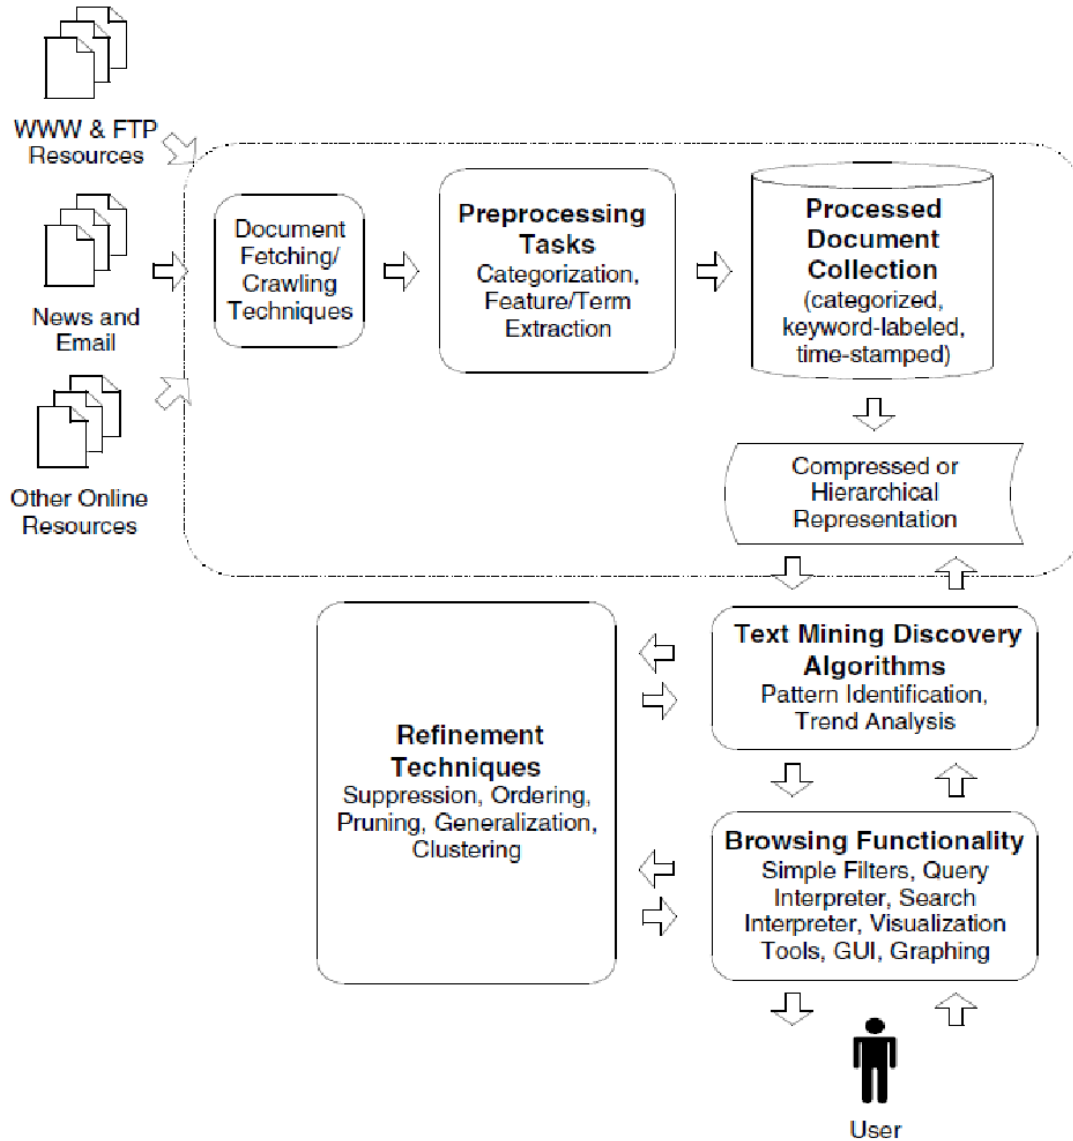 WWW & FTP
Resources
News and
Email
Other Online
Resources
Document
Fetching/
Crawling
Techniques
Preprocessing
Tasks
Categorization,
Feature/Term
Extraction
Processed
Document
Collection
(categorized,
keyword-labeled,
time-stamped)
Compressed or
Hierarchical
Representation
Text Mining Discovery
Algorithms
Pattern Identification,
Trend Analysis
Refinement
Techniques
Suppression, Ordering,
Pruning, Generalization,
Clustering
Browsing Functionality
Simple Filters, Query
Interpreter, Search
Interpreter, Visualization
Tools, GUI, Graphing
User